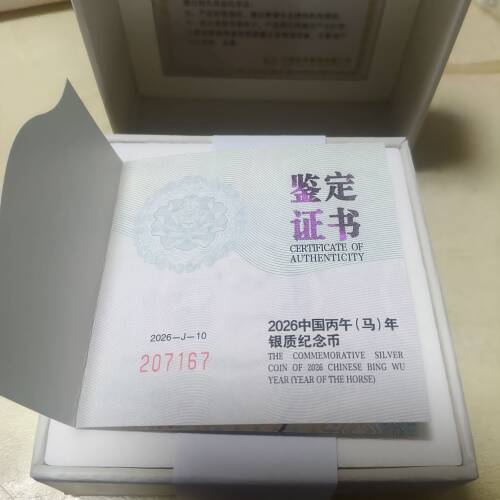 鉴定
证书
CERTIFICATE OF
AUTHENTICITY
2026-J-10
207167
2026中国丙午(马)年
银质纪念币
THE COMMEMORATIVE SILVER
COIN OF 2026 CHINESE BING WU
YEAR (YEAR OF THE HORSE)